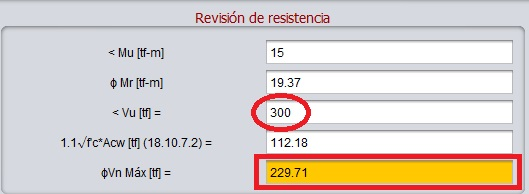 Revisión de resistencia
< Mu [tf-m] 15
ϕ Mr [tf-m] 19.37
< Vu [tf] = 300
1.1√f'c*Acw [tf] (18.10.7.2) = 112.18
ϕVn Máx [tf] = 229.71